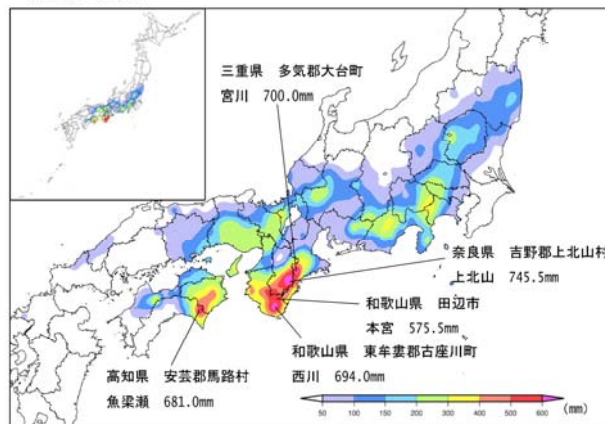 三重県 多気郡大台町
宮川 700.0mm
奈良県 吉野郡上北山村
上北山 745.5mm
和歌山県 田辺市
本宮 575.5mm
和歌山県 東牟婁郡古座川町
西川 694.0mm
高知県 安芸郡馬路村
魚梁瀬 681.0mm
50 100 150 200 300 400 500 600 (mm)